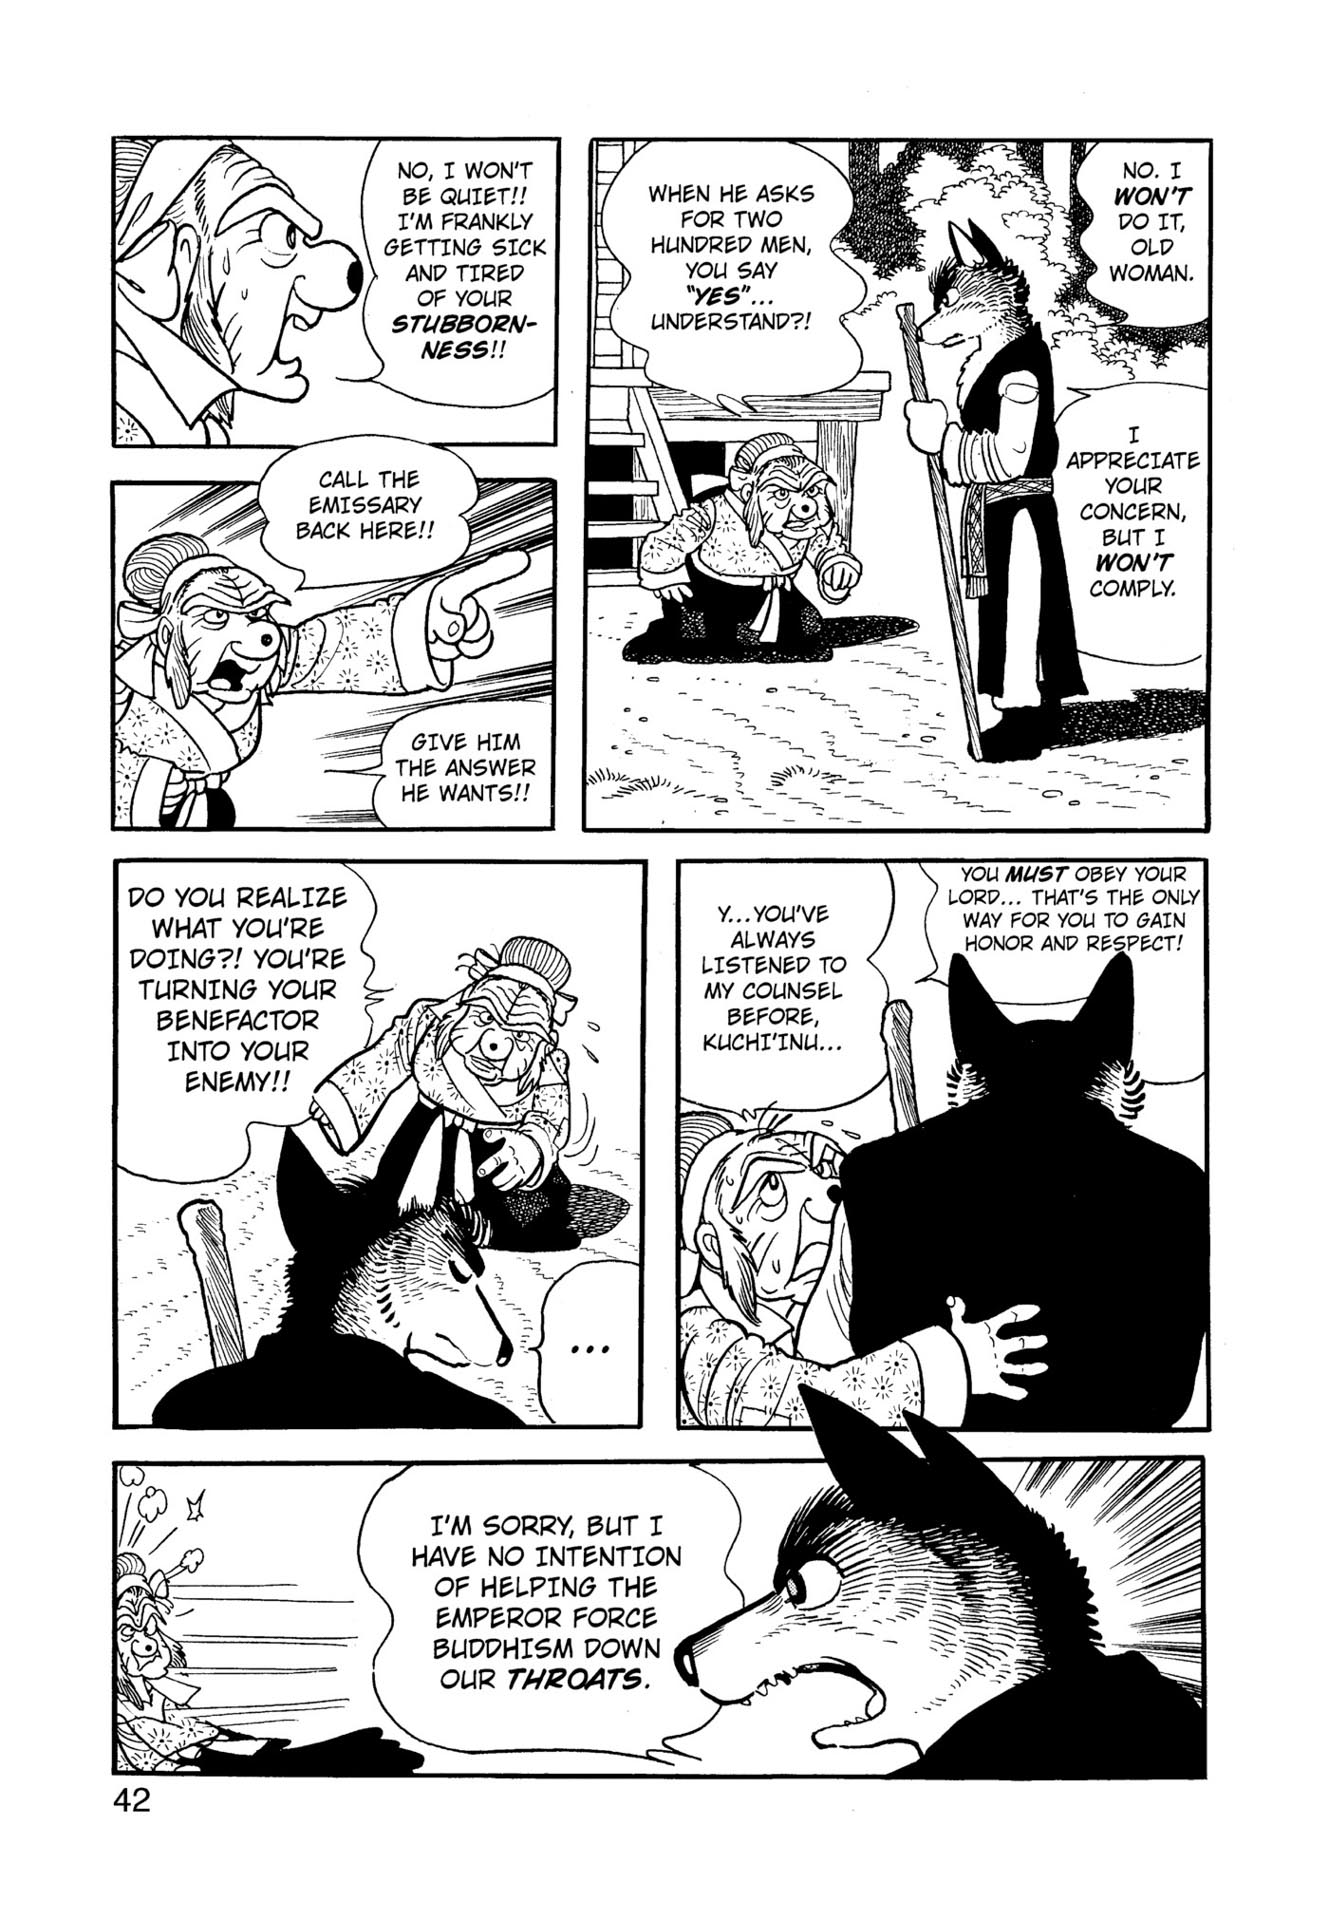 NO, I WON'T
BE QUIET!!
I'M FRANKLY
GETTING SICK
AND TIRED
OF YOUR
STUBBORN-
NESS!!
CALL THE
EMISSARY
BACK HERE!!
GIVE HIM
THE ANSWER
HE WANTS!!
WHEN HE ASKS
FOR TWO
HUNDRED MEN,
YOU SAY
"YES"...
UNDERSTAND?!
NO. I
WON'T
DO IT,
OLD
WOMAN.
I
APPRECIATE
YOUR
CONCERN,
BUT I
WON'T
COMPLY.
DO YOU REALIZE
WHAT YOU'RE
DOING?! YOU'RE
TURNING YOUR
BENEFACTOR
INTO YOUR
ENEMY!!
...
Y...YOU'VE
ALWAYS
LISTENED TO
MY COUNSEL
BEFORE,
KUCHI'INU...
YOU MUST OBEY YOUR
LORD... THAT'S THE ONLY
WAY FOR YOU TO GAIN
HONOR AND RESPECT!
I'M SORRY, BUT I
HAVE NO INTENTION
OF HELPING THE
EMPEROR FORCE
BUDDHISM DOWN
OUR THROATS.
42